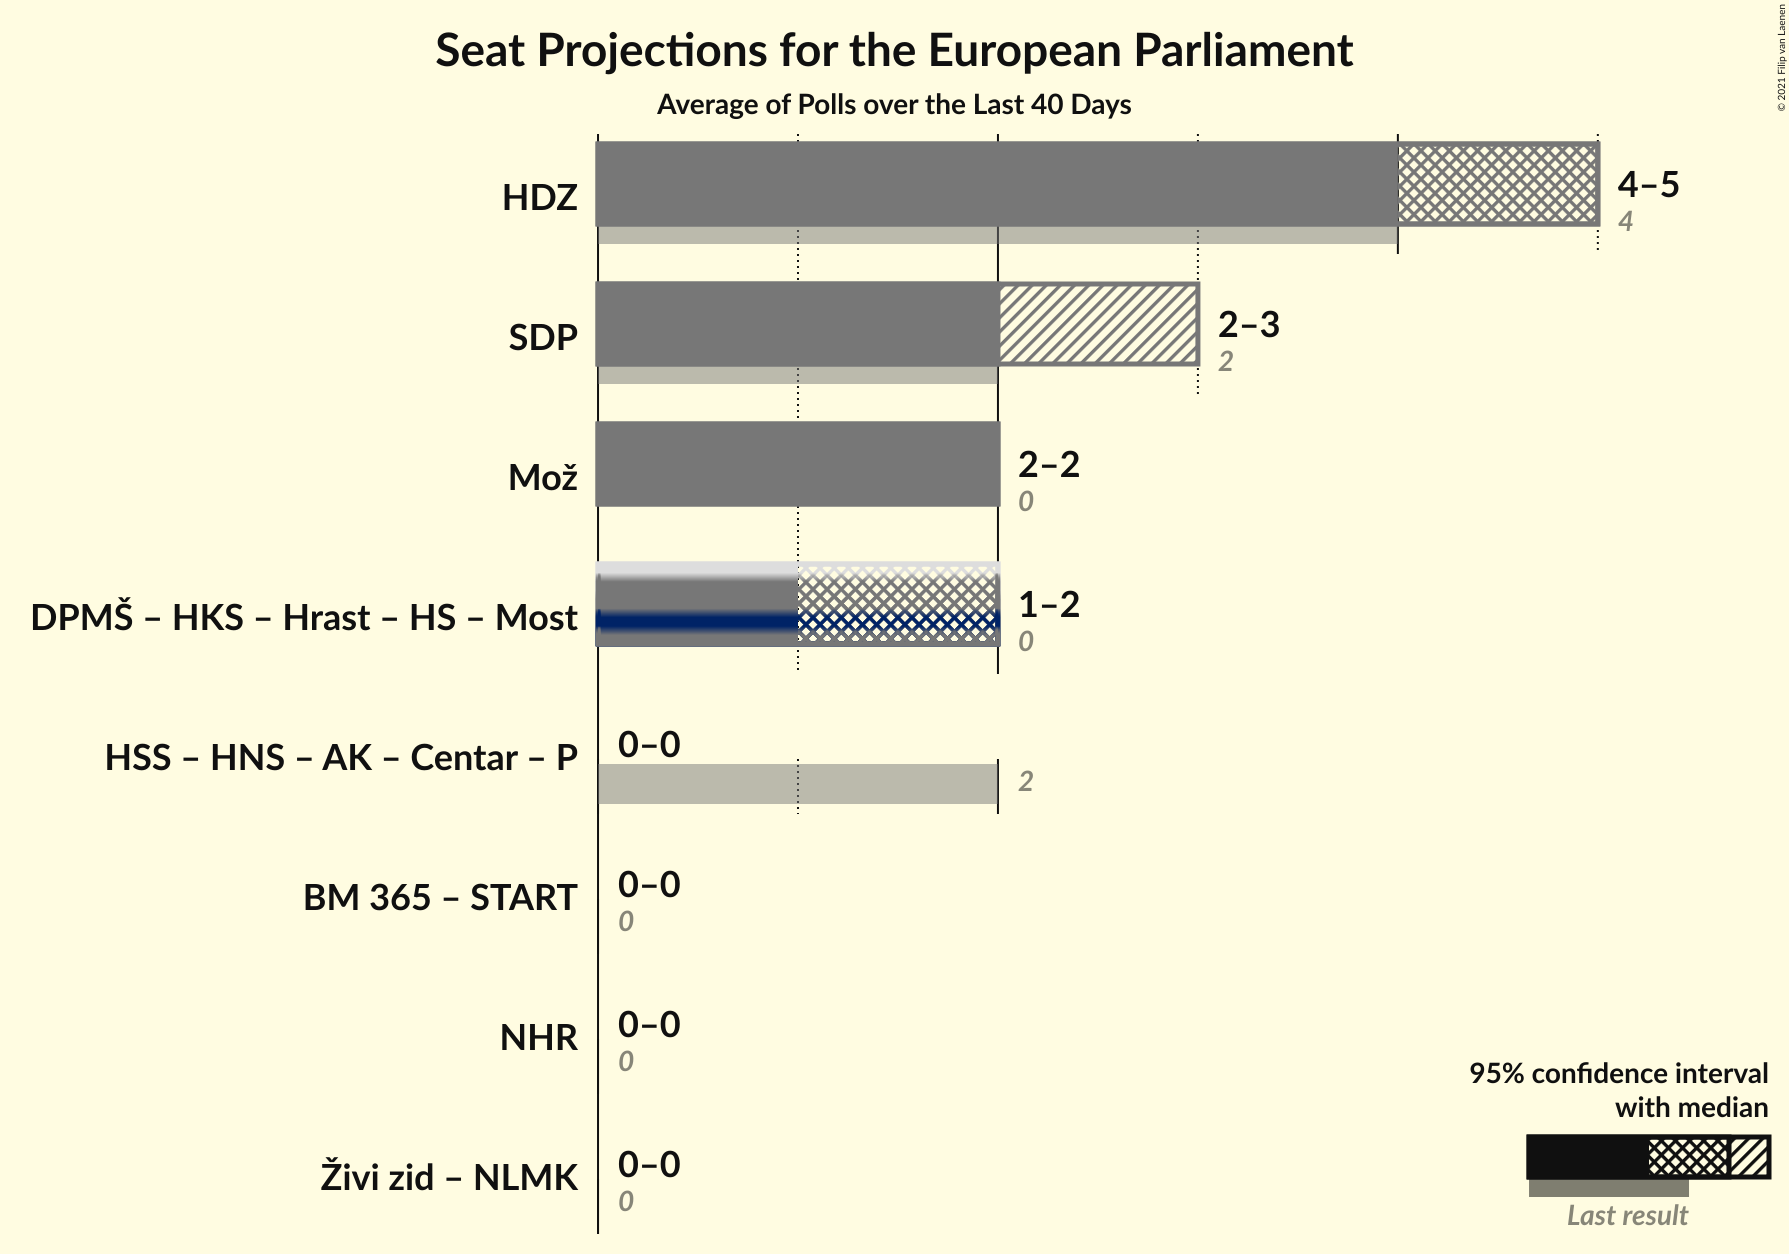 Seat Projections for the European Parliament
Average of Polls over the Last 40 Days
© 2021 Filip van Laenen
HDZ
4–5
4
SDP
2–3
2
Mož
2–2
0
DPMŠ – HKS – Hrast – HS – Most
1–2
0
HSS – HNS – AK – Centar – P
0–0
2
BM 365 – START
0–0
0
NHR
0–0
0
Živi zid – NLMK
0–0
0
95% confidence interval
with median
Last result